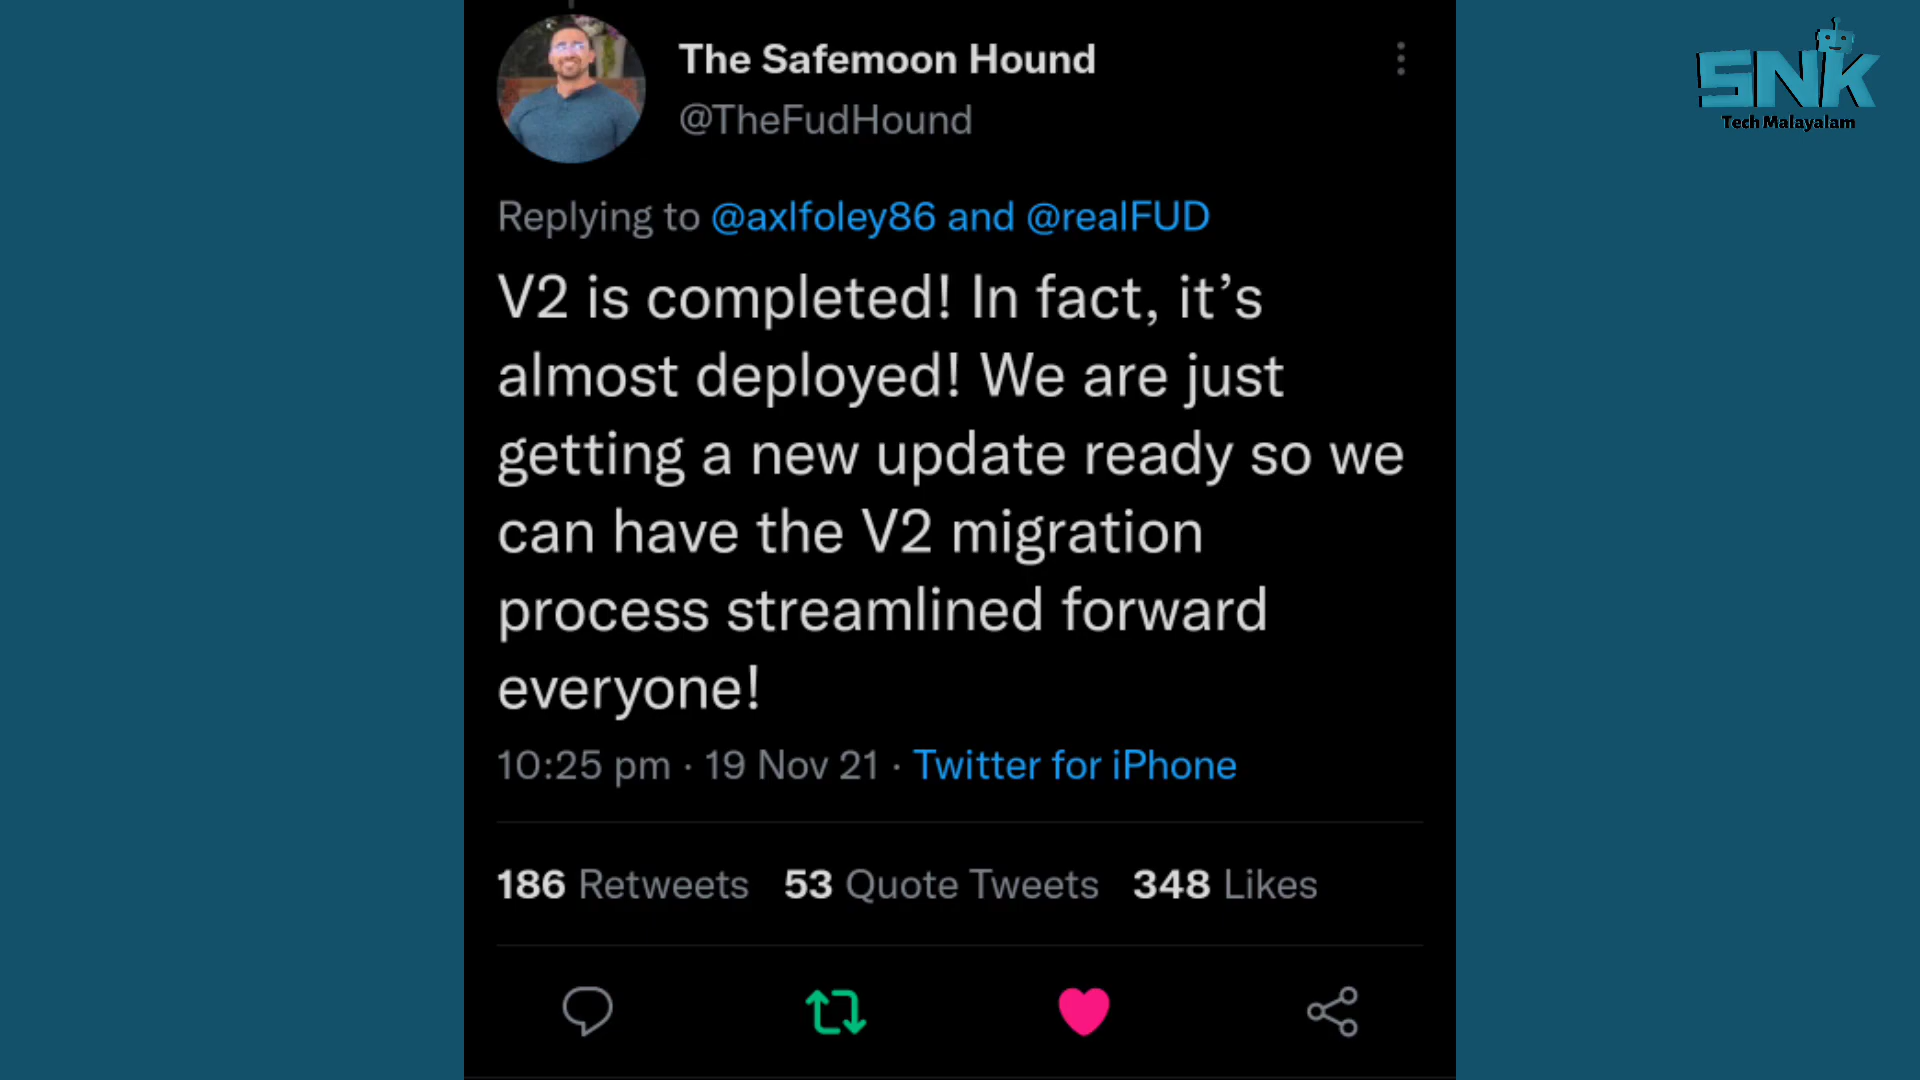 The Safemoon Hound
@TheFudHound
SNK
Tech Malayalam
Replying to @axlfoley86 and @realFUD
V2 is completed! In fact, it’s
almost deployed! We are just
getting a new update ready so we
can have the V2 migration
process streamlined forward
everyone!
10:25 pm · 19 Nov 21 · Twitter for iPhone
186 Retweets 53 Quote Tweets 348 Likes